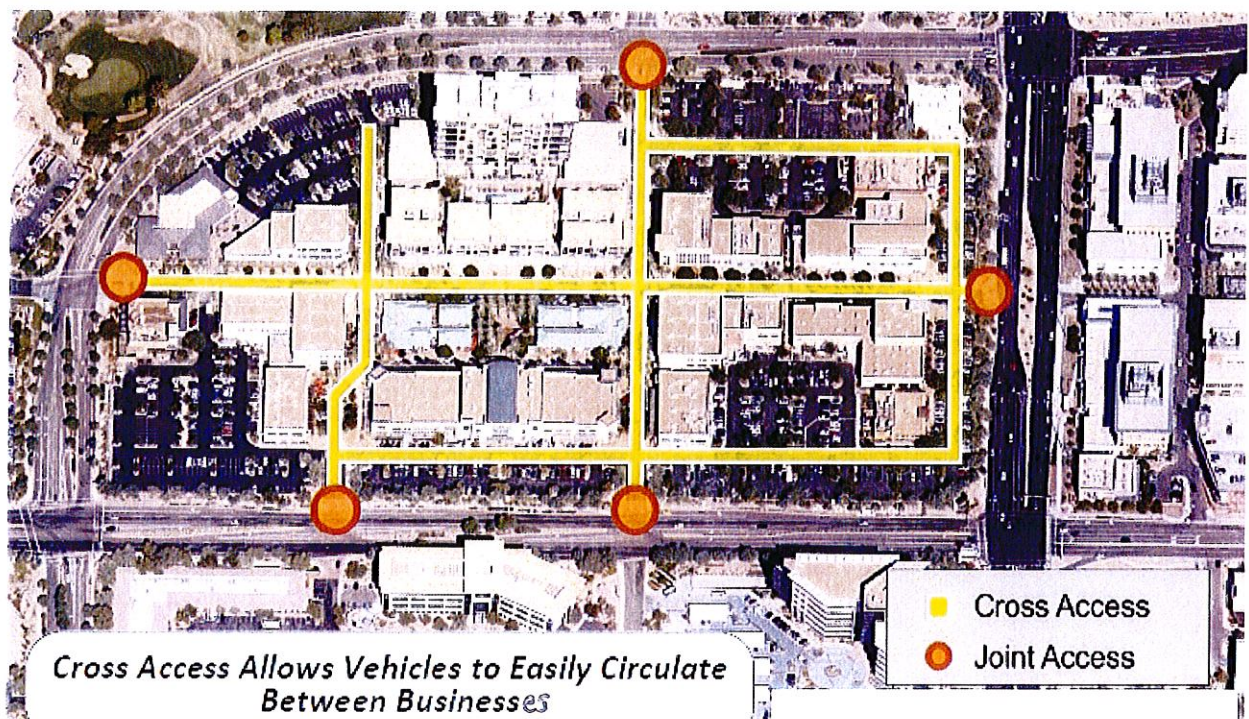 Cross Access
Joint Access
Cross Access Allows Vehicles to Easily Circulate
Between Businesses